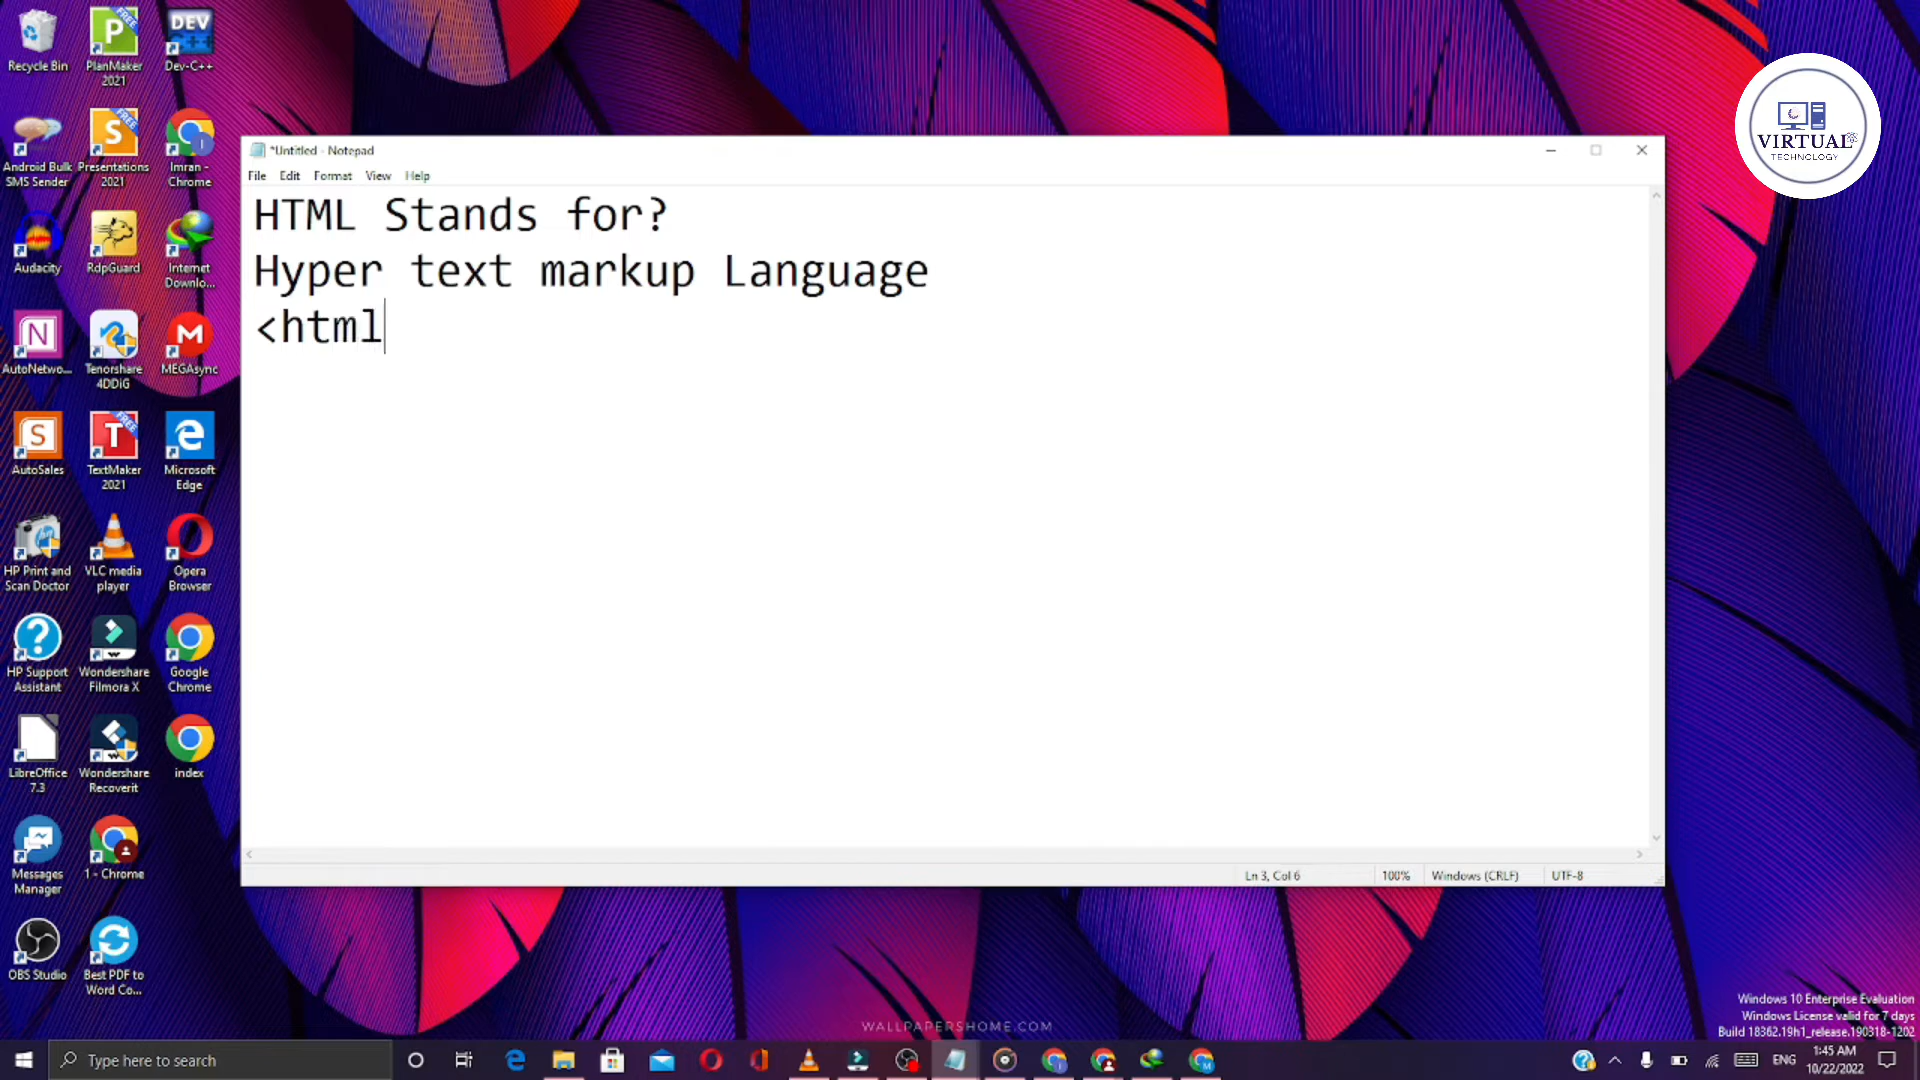 Recycle Bin
PlanMaker
2021
Dev-C++
Android Bulk
SMS Sender
Presentations
2021
Imran -
Chrome
Audacity
RdpGuard
Internet
Downlo...
AutoNetwo...
Tenorshare
4DDiG
MEGAsync
AutoSales
TextMaker
2021
Microsoft
Edge
HP Print and
Scan Doctor
VLC media
player
Opera
Browser
HP Support
Assistant
Wondershare
Filmora X
Google
Chrome
LibreOffice
7.3
Wondershare
Recoverit
index
Messages
Manager
1 - Chrome
OBS Studio
Best PDF to
Word Co...
*Untitled - Notepad
File Edit Format View Help
HTML Stands for?
Hyper text markup Language
<html
Ln 3, Col 6 100% Windows (CRLF) UTF-8
VIRTUAL
TECHNOLOGY
WALLPAPERSHOME.COM
Windows 10 Enterprise Evaluation
Windows License valid for 7 days
Build 18362.19h1_release.190318-1202
Type here to search
ENG
1:45 AM
10/22/2022